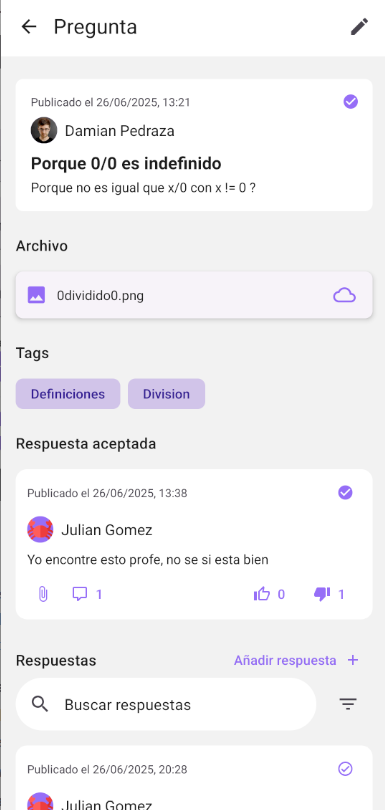 Pregunta
Publicado el 26/06/2025, 13:21
Damian Pedraza
Porque 0/0 es indefinido
Porque no es igual que x/0 con x != 0 ?
Archivo
0dividido0.png
Tags
Definiciones Division
Respuesta aceptada
Publicado el 26/06/2025, 13:38
Julian Gomez
Yo encontre esto profe, no se si esta bien
1 0 1
Respuestas Añadir respuesta +
Buscar respuestas
Publicado el 26/06/2025, 20:28
Julian Gomez